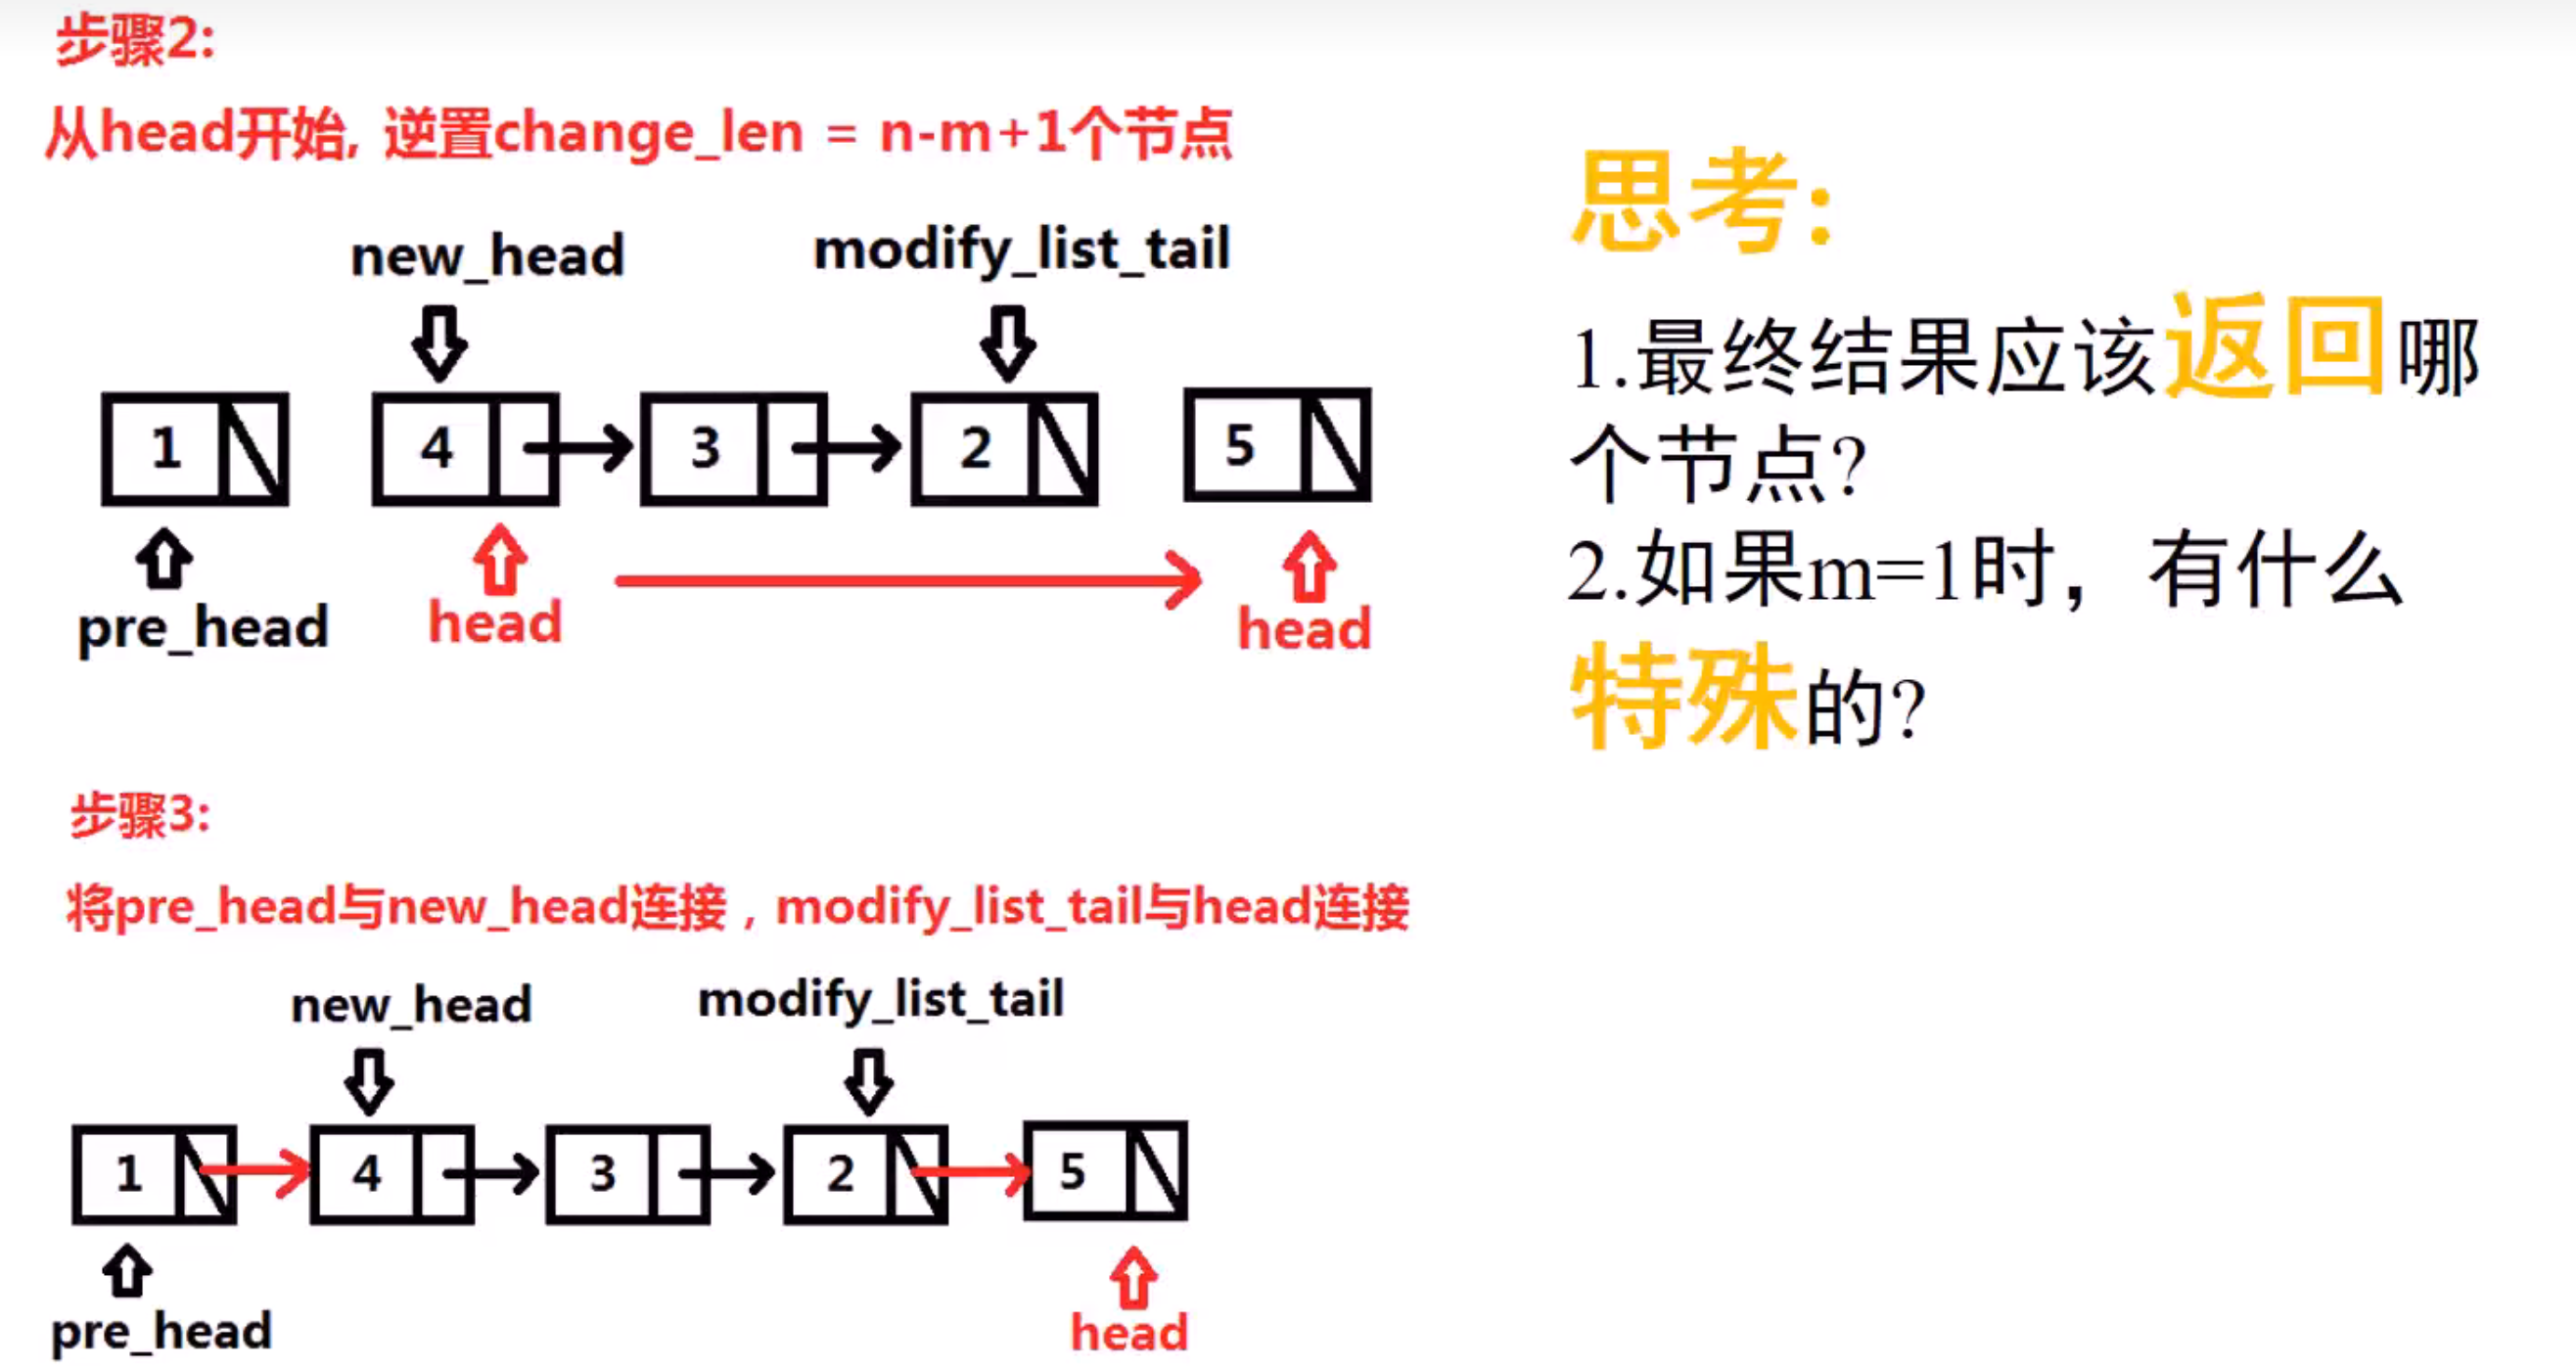 步骤2:
从head开始, 逆置change_len = n-m+1个节点
new_head modify_list_tail
1 4 3 2 5
pre_head head head
步骤3:
将pre_head与new_head连接 , modify_list_tail与head连接
new_head modify_list_tail
1 4 3 2 5
pre_head head
思考:
1.最终结果应该返回哪
个节点?
2.如果m=1时，有什么
特殊的?